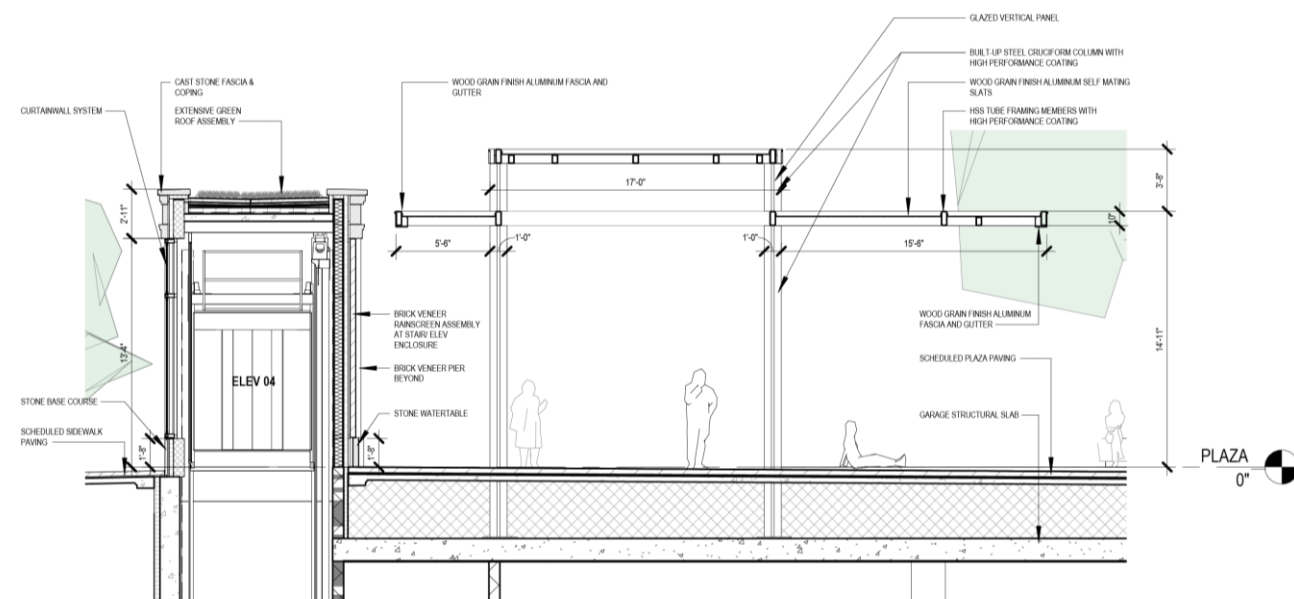 GLAZED VERTICAL PANEL
BUILT-UP STEEL CRUCIFORM COLUMN WITH
HIGH PERFORMANCE COATING
WOOD GRAIN FINISH ALUMINUM SELF MATING
SLATS
HSS TUBE FRAMING MEMBERS WITH
HIGH PERFORMANCE COATING
WOOD GRAIN FINISH ALUMINUM FASCIA AND
GUTTER
CAST STONE FASCIA &
COPING
CURTAINWALL SYSTEM
EXTENSIVE GREEN
ROOF ASSEMBLY
17'-0"
3'-8"
2'-11"
10"
5'-6"
1'-0"
1'-0"
15'-6"
BRICK VENEER
RAINSCREEN ASSEMBLY
AT STAIR/ ELEV
ENCLOSURE
WOOD GRAIN FINISH ALUMINUM
FASCIA AND GUTTER
14'-11"
13'-4"
SCHEDULED PLAZA PAVING
BRICK VENEER PIER
BEYOND
ELEV 04
STONE BASE COURSE
STONE WATERTABLE
GARAGE STRUCTURAL SLAB
SCHEDULED SIDEWALK
PAVING
1'-8"
1'-8"
PLAZA
0"